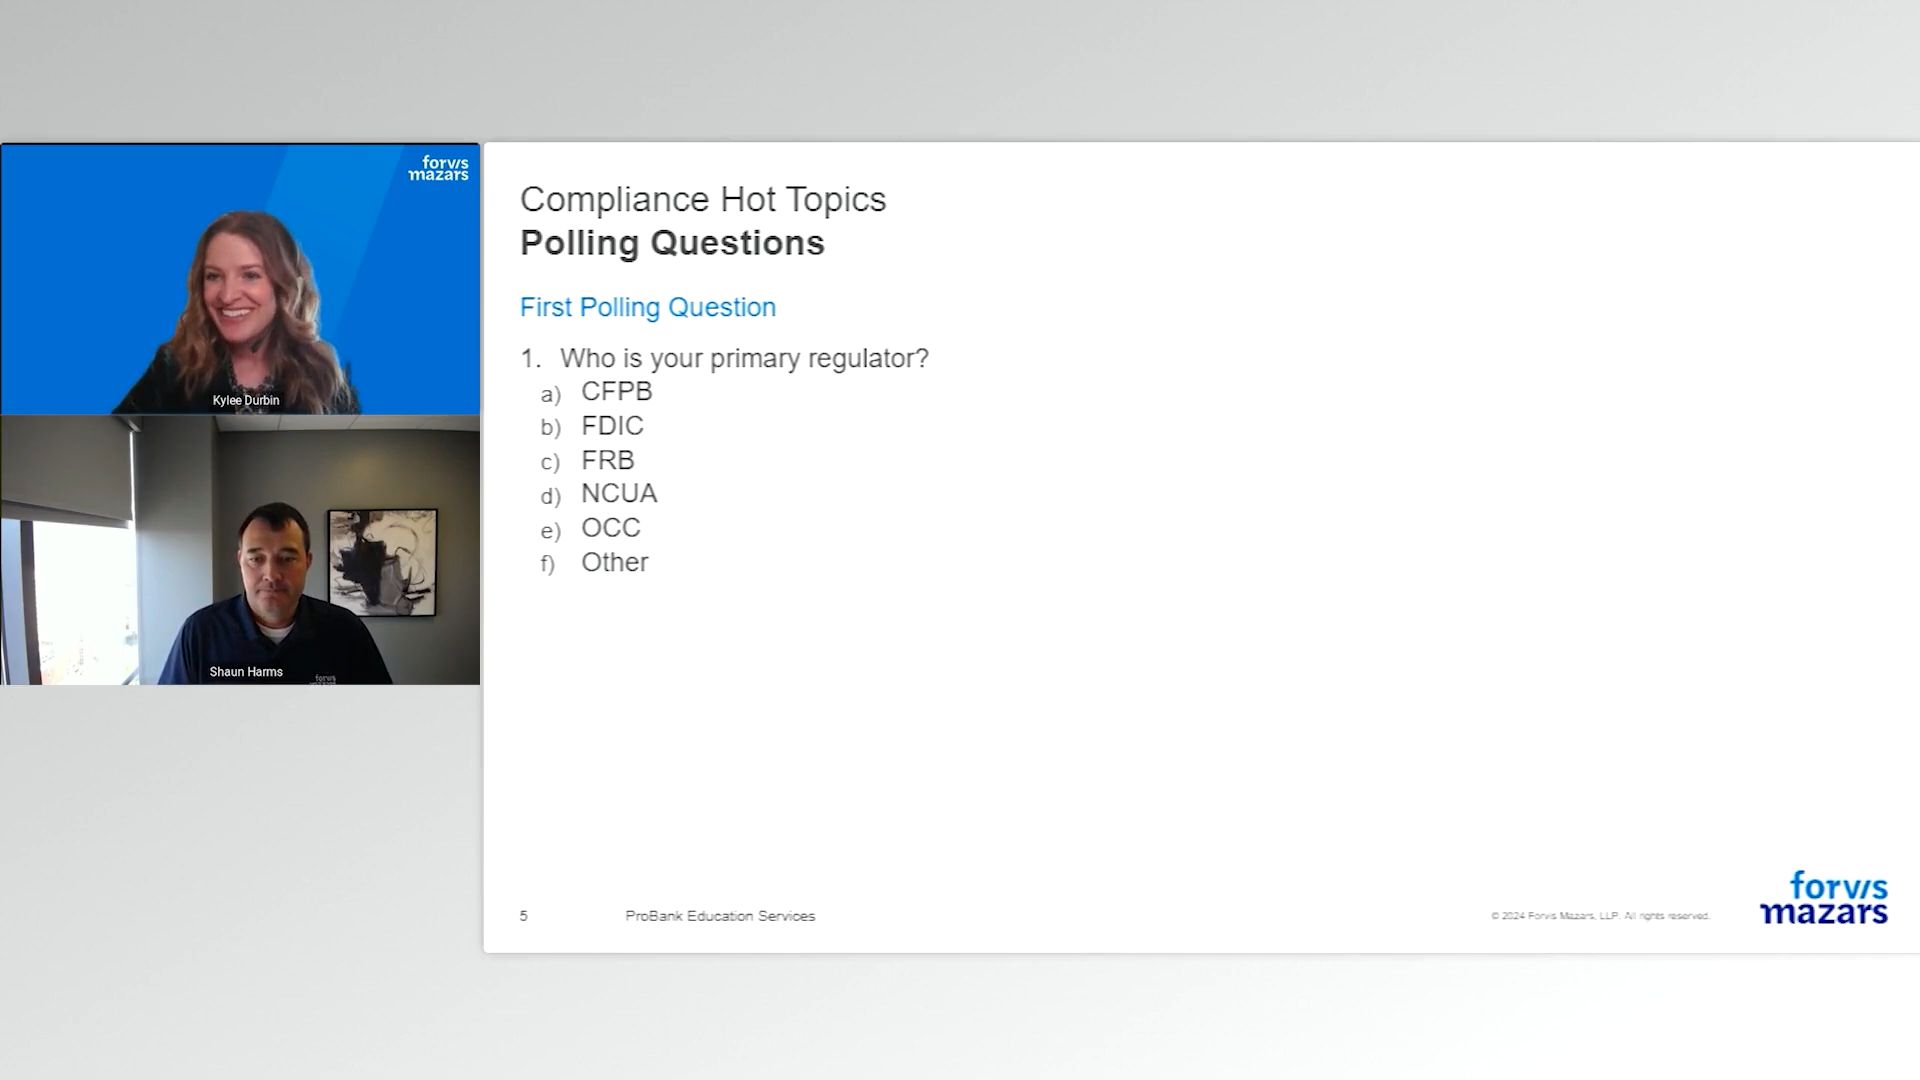 forvis
mazars
Kylee Durbin
Shaun Harms
forvis
mazars
Compliance Hot Topics
Polling Questions
First Polling Question
1. Who is your primary regulator?
a) CFPB
b) FDIC
c) FRB
d) NCUA
e) OCC
f) Other
5
ProBank Education Services
© 2024 Forvis Mazars, LLP. All rights reserved.
forvis
mazars